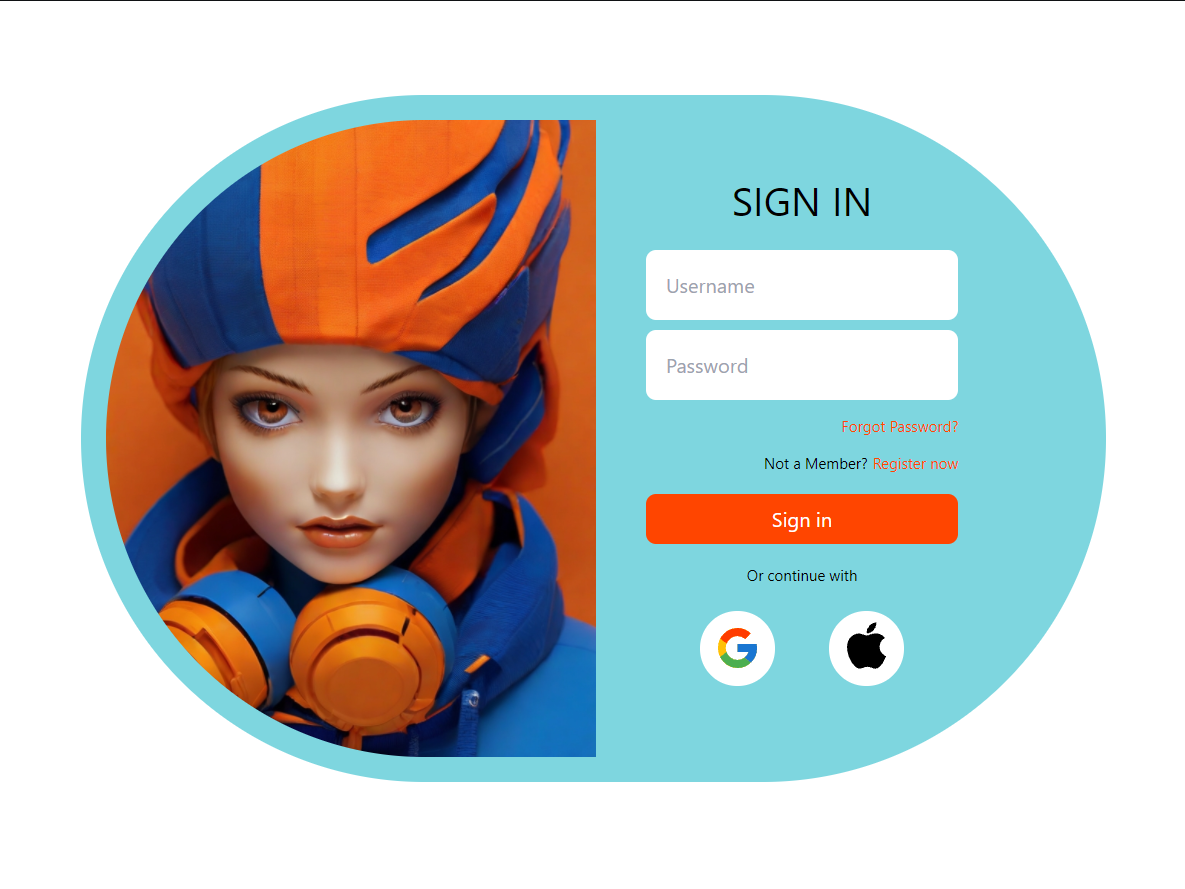 SIGN IN
Username
Password
Forgot Password?
Not a Member? Register now
Sign in
Or continue with